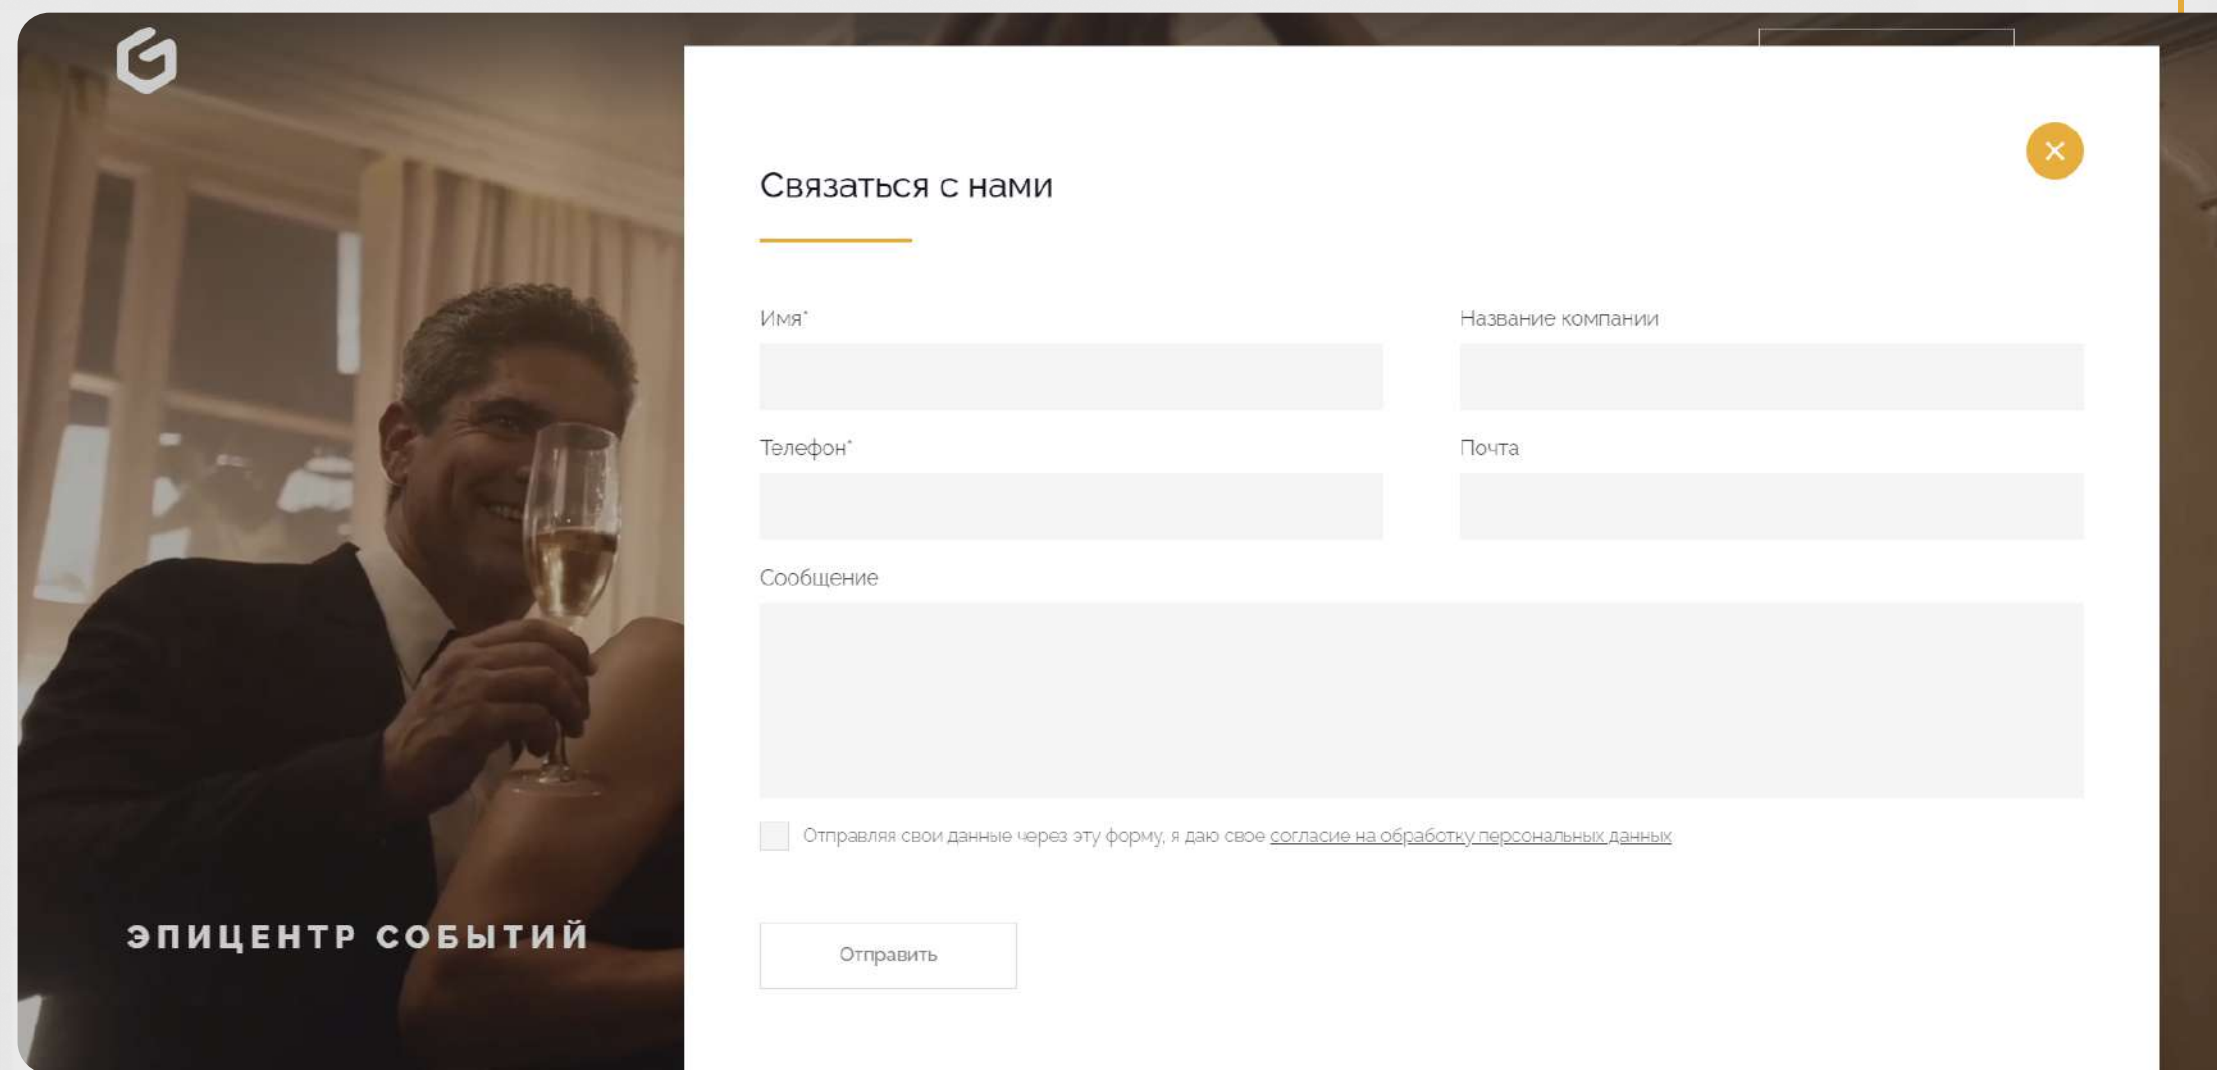 Связаться с нами
Имя*
Название компании
Телефон*
Почта
Сообщение
Отправляя свои данные через эту форму, я даю свое согласие на обработку персональных данных
Отправить
ЭПИЦЕНТР СОБЫТИЙ